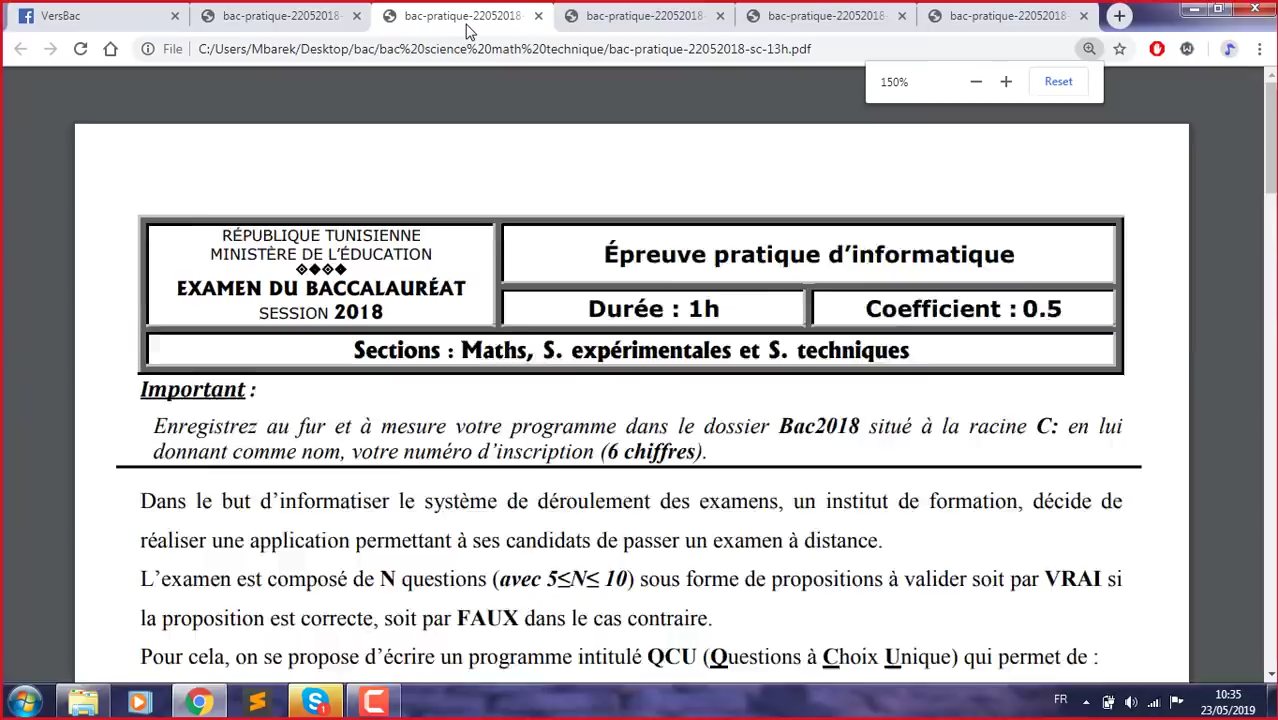 VersBac
bac-pratique-22052018-
bac-pratique-22052018-
bac-pratique-22052018-
bac-pratique-22052018-
bac-pratique-22052018-
File
C:/Users/Mbarek/Desktop/bac/bac%20science%20math%20technique/bac-pratique-22052018-sc-13h.pdf
150%
Reset
RÉPUBLIQUE TUNISIENNE
MINISTÈRE DE L’ÉDUCATION
EXAMEN DU BACCALAURÉAT
SESSION 2018
Épreuve pratique d’informatique
Durée : 1h
Coefficient : 0.5
Sections : Maths, S. expérimentales et S. techniques
Important :
Enregistrez au fur et à mesure votre programme dans le dossier Bac2018 situé à la racine C: en lui
donnant comme nom, votre numéro d’inscription (6 chiffres).
Dans le but d’informatiser le système de déroulement des examens, un institut de formation, décide de
réaliser une application permettant à ses candidats de passer un examen à distance.
L’examen est composé de N questions (avec 5≤N≤ 10) sous forme de propositions à valider soit par VRAI si
la proposition est correcte, soit par FAUX dans le cas contraire.
Pour cela, on se propose d’écrire un programme intitulé QCU (Questions à Choix Unique) qui permet de :
FR
10:35
23/05/2019